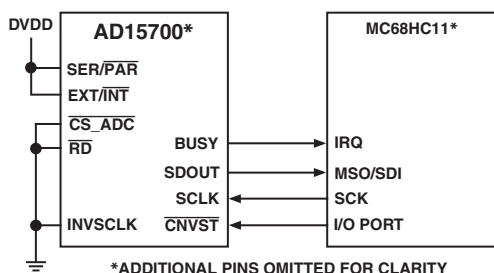 DVDD
AD15700*
SER/PAR
EXT/INT
CS_ADC
RD
INVSCLK
BUSY
SDOUT
SCLK
CNVST
MC68HC11*
IRQ
MSO/SDI
SCK
I/O PORT
*ADDITIONAL PINS OMITTED FOR CLARITY